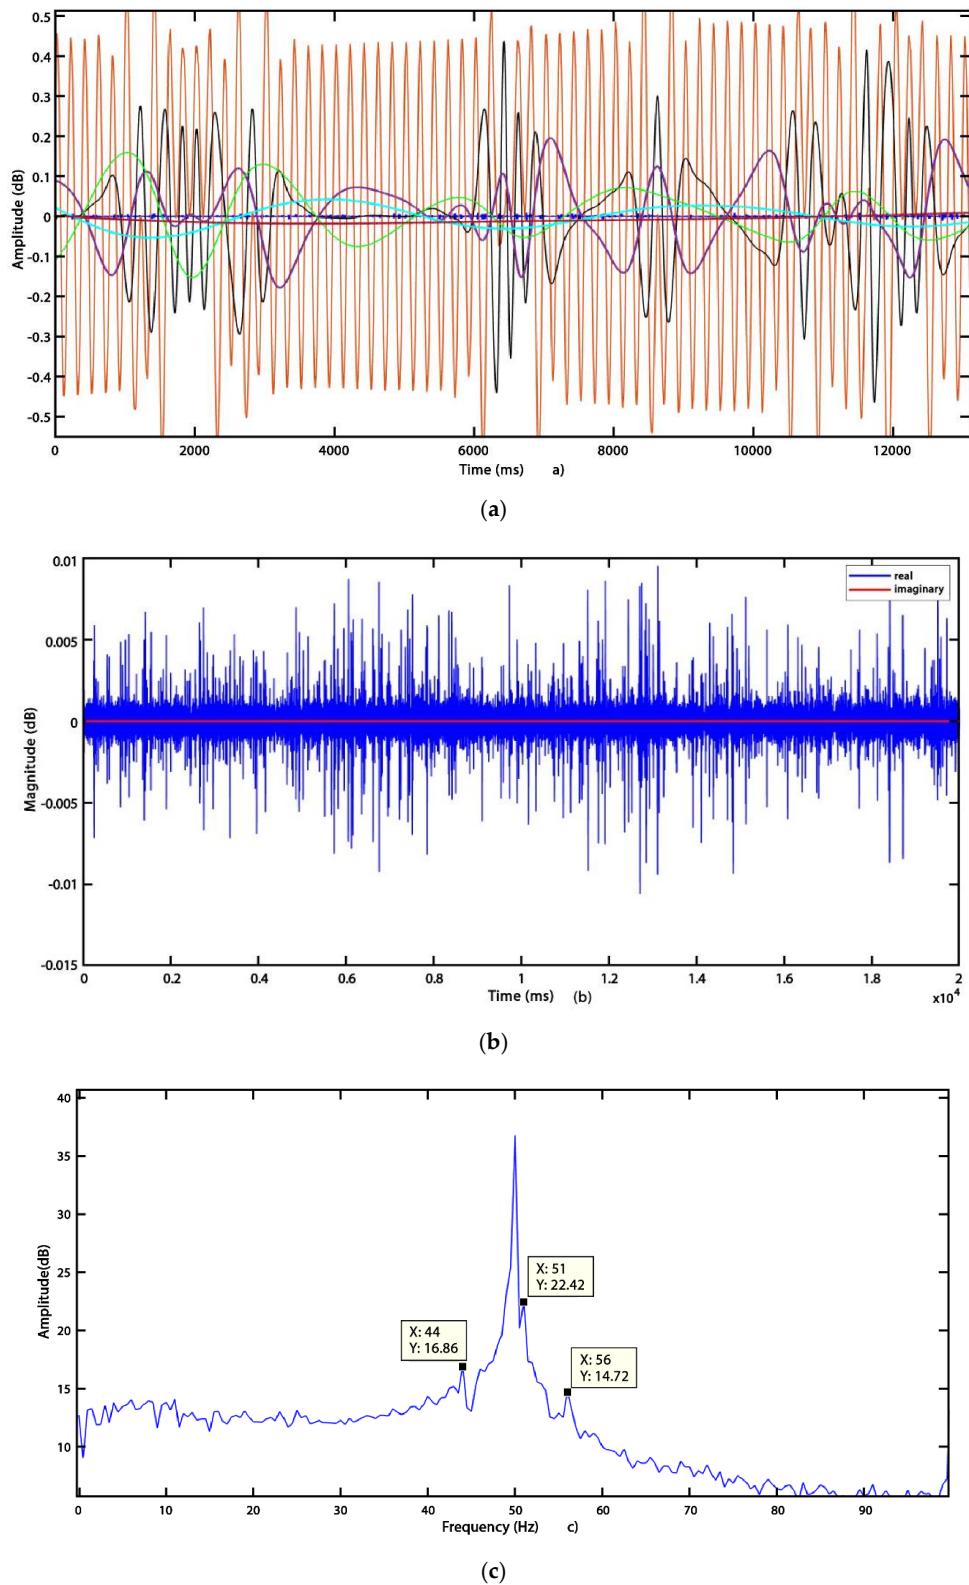 0.5
0.4
0.3
0.2
0.1
0
-0.1
-0.2
-0.3
-0.4
-0.5
Amplitude (dB)
0 2000 4000 6000 8000 10000 12000
Time (ms) a)
(a)
0.01
0.005
0
-0.005
-0.01
-0.015
Magnitude (dB)
real
imaginary
0 0.2 0.4 0.6 0.8 10 1.2 1.4 1.6 1.8 20
Time (ms) (b)
x10⁴
(b)
40
35
30
25
20
15
10
Amplitude(dB)
X: 51
Y: 22.42
X: 44
Y: 16.86
X: 56
Y: 14.72
0 10 20 30 40 50 60 70 80 90
Frequency (Hz) c)
(c)